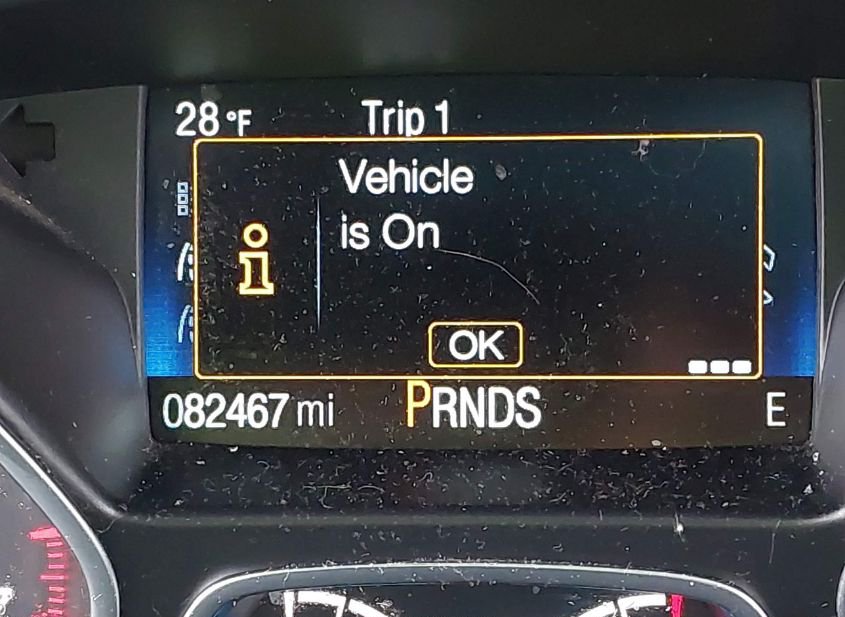 28 °F Trip 1
Vehicle
is On
i
OK
082467 mi PRNDS E